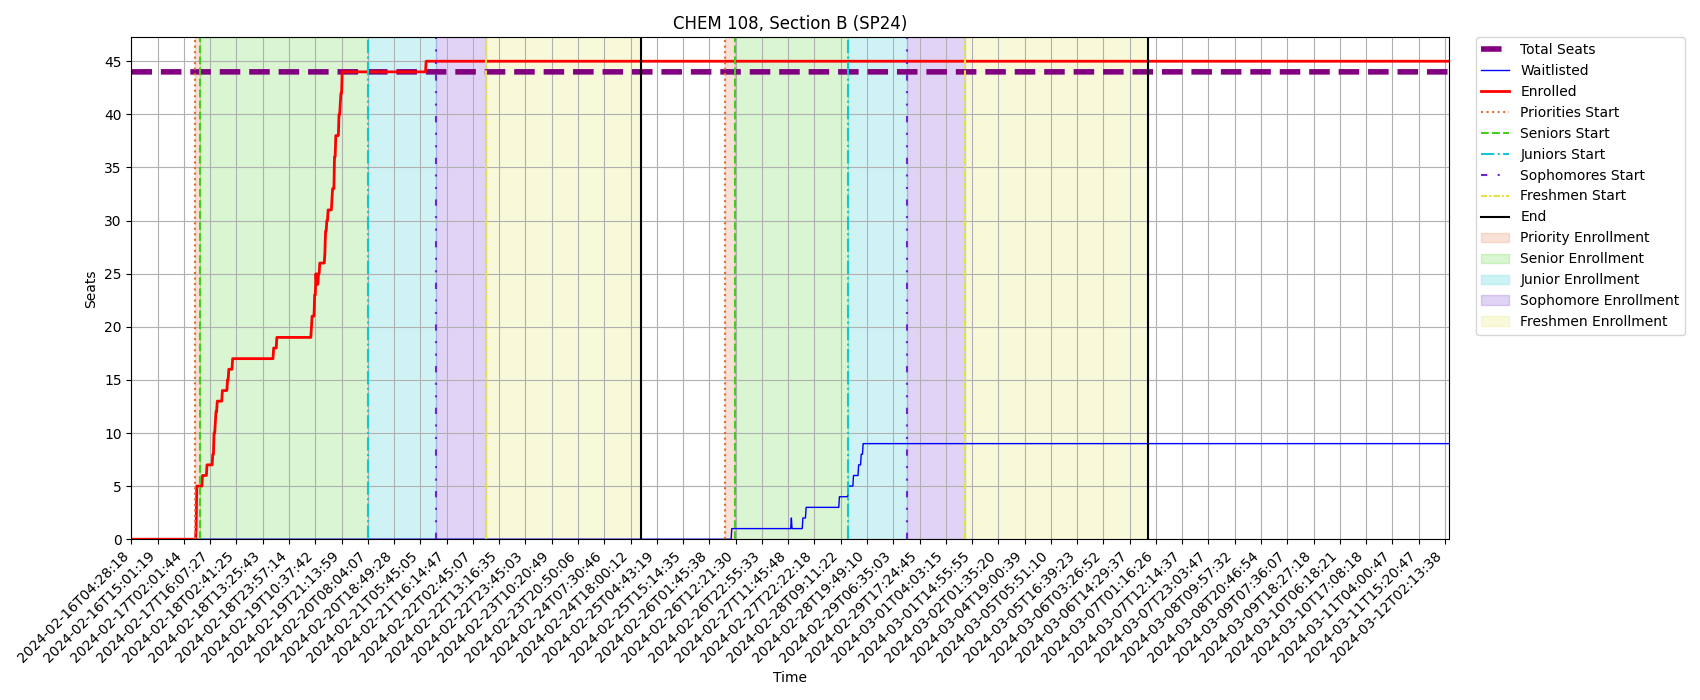 CHEM 108, Section B (SP24)
Seats
45
40
35
30
25
20
15
10
5
0
2024-02-16T04:28:18
2024-02-16T15:01:19
2024-02-17T02:01:44
2024-02-17T16:07:27
2024-02-18T02:41:25
2024-02-18T13:25:43
2024-02-18T23:57:14
2024-02-19T10:37:42
2024-02-19T21:13:59
2024-02-20T08:04:07
2024-02-20T18:49:28
2024-02-21T05:45:05
2024-02-21T16:14:47
2024-02-22T02:45:07
2024-02-22T13:16:35
2024-02-22T23:45:03
2024-02-23T10:20:49
2024-02-23T20:50:06
2024-02-24T07:30:46
2024-02-24T18:00:12
2024-02-25T04:43:19
2024-02-25T15:14:35
2024-02-26T01:45:38
2024-02-26T12:21:30
2024-02-26T22:55:33
2024-02-27T11:45:48
2024-02-27T22:22:18
2024-02-28T09:11:22
2024-02-28T19:49:10
2024-02-29T06:35:03
2024-02-29T17:24:45
2024-03-01T04:03:15
2024-03-01T14:55:55
2024-03-02T01:35:20
2024-03-04T19:00:39
2024-03-05T05:51:10
2024-03-05T16:39:23
2024-03-06T03:26:52
2024-03-06T14:29:37
2024-03-07T01:16:26
2024-03-07T12:14:37
2024-03-07T23:03:47
2024-03-08T09:57:32
2024-03-08T20:46:54
2024-03-09T07:36:07
2024-03-09T18:27:18
2024-03-10T06:18:21
2024-03-10T17:08:18
2024-03-11T04:00:47
2024-03-11T15:20:47
2024-03-12T02:13:38
Time
Total Seats
Waitlisted
Enrolled
Priorities Start
Seniors Start
Juniors Start
Sophomores Start
Freshmen Start
End
Priority Enrollment
Senior Enrollment
Junior Enrollment
Sophomore Enrollment
Freshmen Enrollment